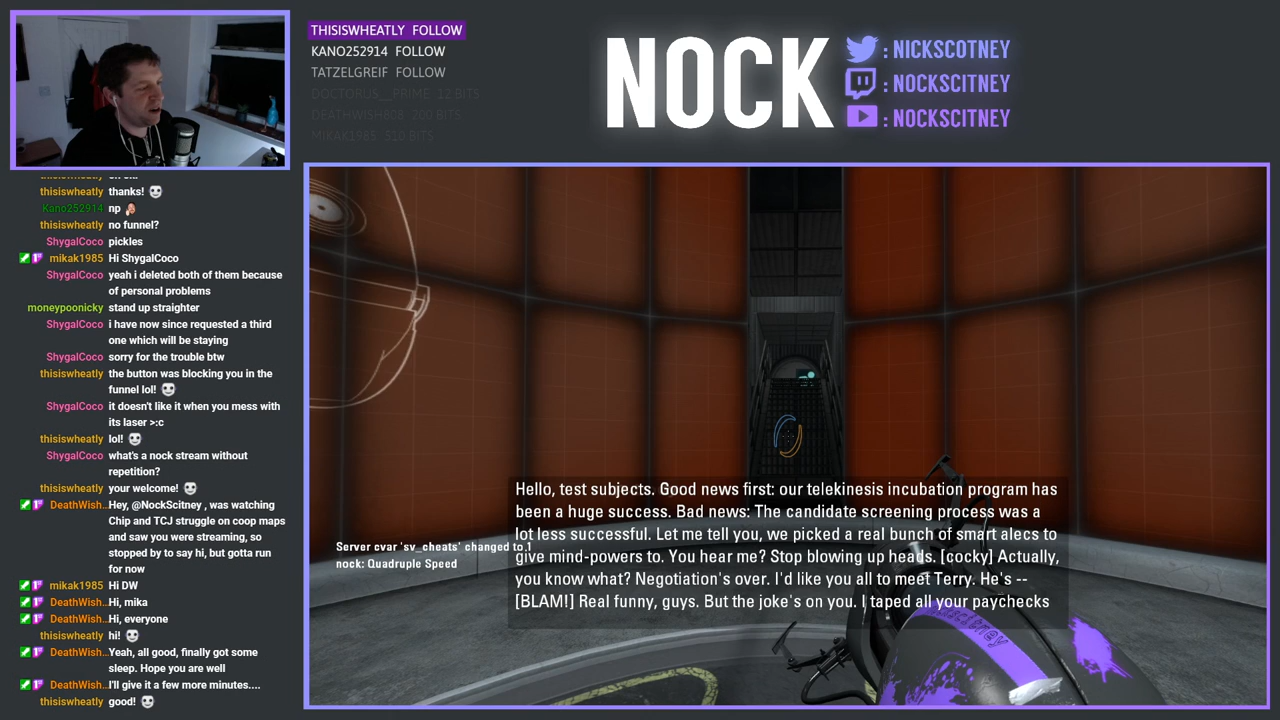 THISISWHEATLY FOLLOW
KANO252914 FOLLOW
TATZELGREIF FOLLOW
DOCTORUS__PRIME 12 BITS
DEATHWISH808 200 BITS
MIKAK1985 310 BITS
NOCK
: NICKSCOTNEY
: NOCKSCITNEY
: NOCKSCITNEY
thisiswheatly
thisiswheatly thanks!
Kano252914 np
thisiswheatly no funnel?
ShygalCoco pickles
mikak1985 Hi ShygalCoco
ShygalCoco yeah i deleted both of them because
of personal problems
moneypoonicky stand up straighter
ShygalCoco i have now since requested a third
one which will be staying
ShygalCoco sorry for the trouble btw
thisiswheatly the button was blocking you in the
funnel lol!
ShygalCoco it doesn't like it when you mess with
its laser >:c
thisiswheatly lol!
ShygalCoco what's a nock stream without
repetition?
thisiswheatly your welcome!
DeathWish... Hey, @NockScitney , was watching
Chip and TCJ struggle on coop maps
and saw you were streaming, so
stopped by to say hi, but gotta run
for now
mikak1985 Hi DW
DeathWish... Hi, mika
DeathWish... Hi, everyone
thisiswheatly hi!
DeathWish... Yeah, all good, finally got some
sleep. Hope you are well
DeathWish... I'll give it a few more minutes....
thisiswheatly good!
Server cvar 'sv_cheats' changed to 1
nock: Quadruple Speed
Hello, test subjects. Good news first: our telekinesis incubation program has
been a huge success. Bad news: The candidate screening process was a
lot less successful. Let me tell you, we picked a real bunch of smart alecs to
give mind-powers to. You hear me? Stop blowing up heads. [cocky] Actually,
you know what? Negotiation's over. I'd like you all to meet Terry. He's --
[BLAM!] Real funny, guys. But the joke's on you. I taped all your paychecks